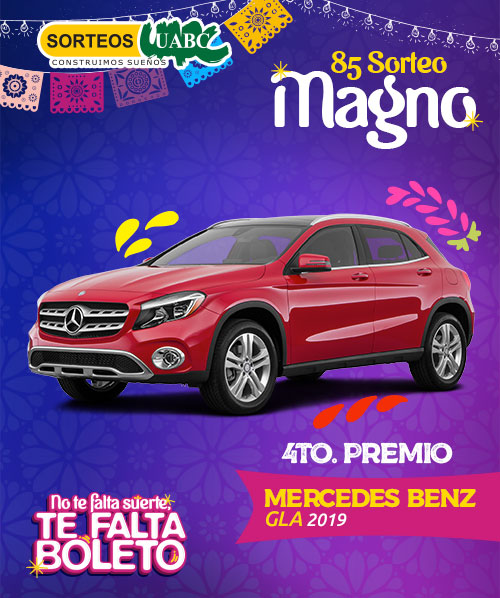 SORTEOS UABC
CONSTRUIMOS SUEÑOS
85 Sorteo
Magno
4TO. PREMIO
MERCEDES BENZ
GLA 2019
No te falta suerte,
TE FALTA
BOLETO